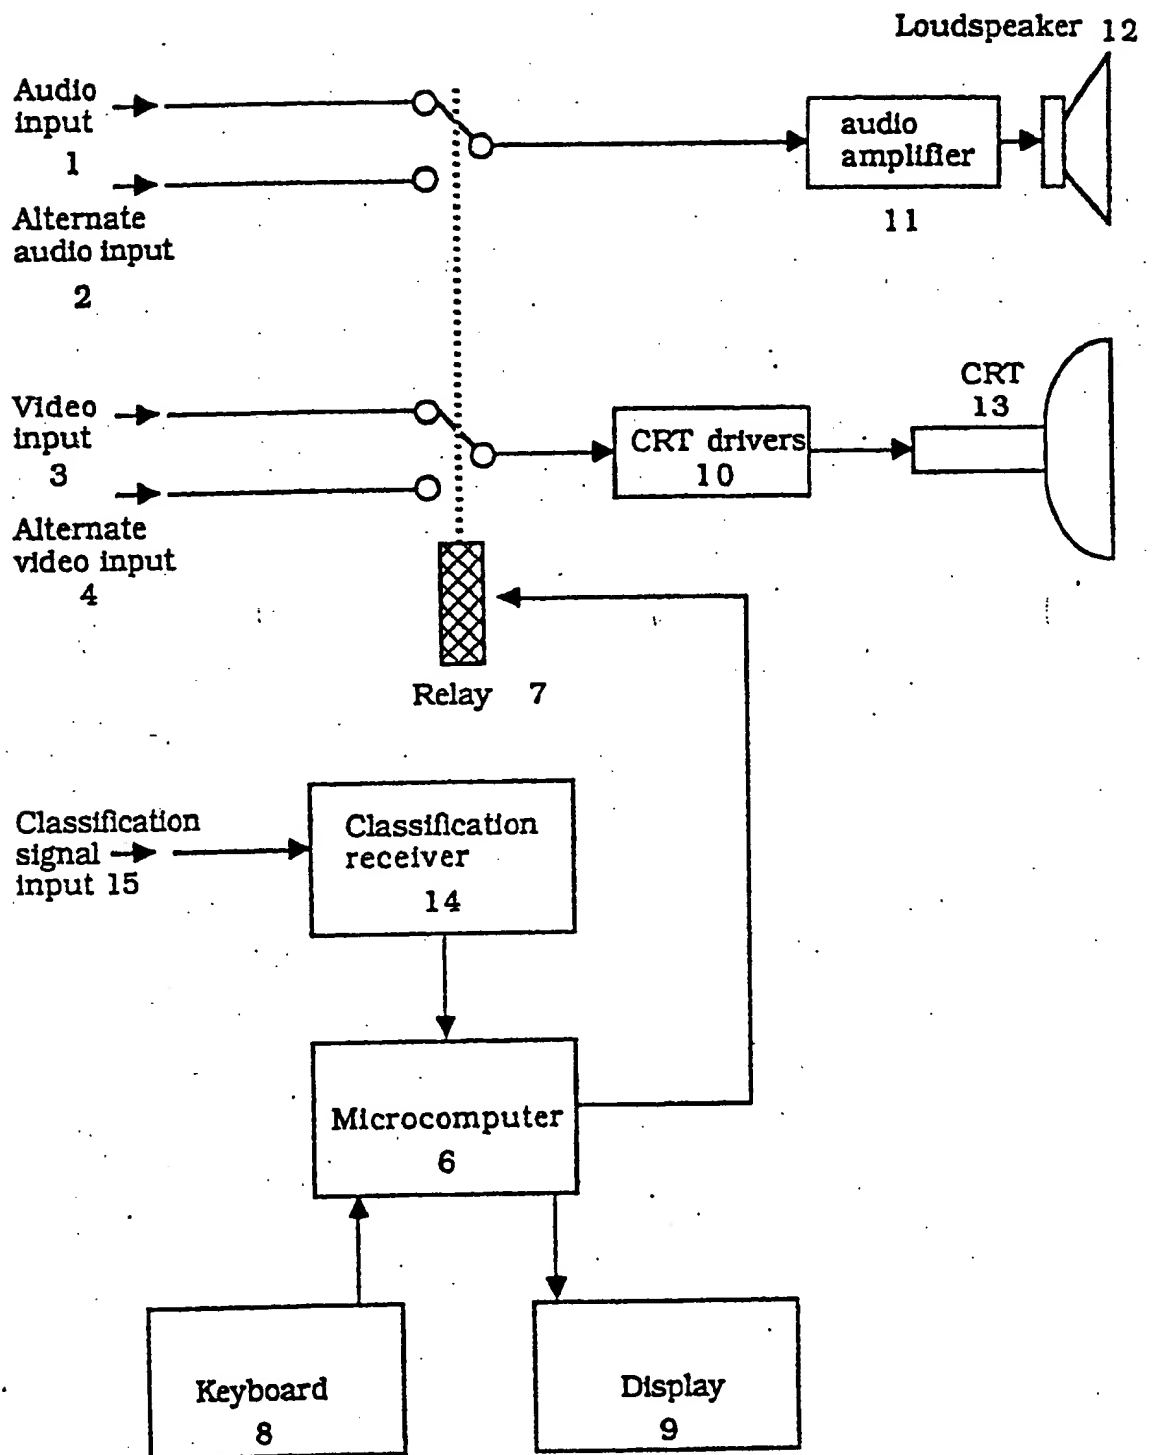 Loudspeaker 12
Audio
input
1
audio
amplifier
11
Alternate
audio input
2
CRT
13
Video
input
3
CRT drivers
10
Alternate
video input
4
Relay 7
Classification
signal
input 15
Classification
receiver
14
Microcomputer
6
Keyboard
8
Display
9